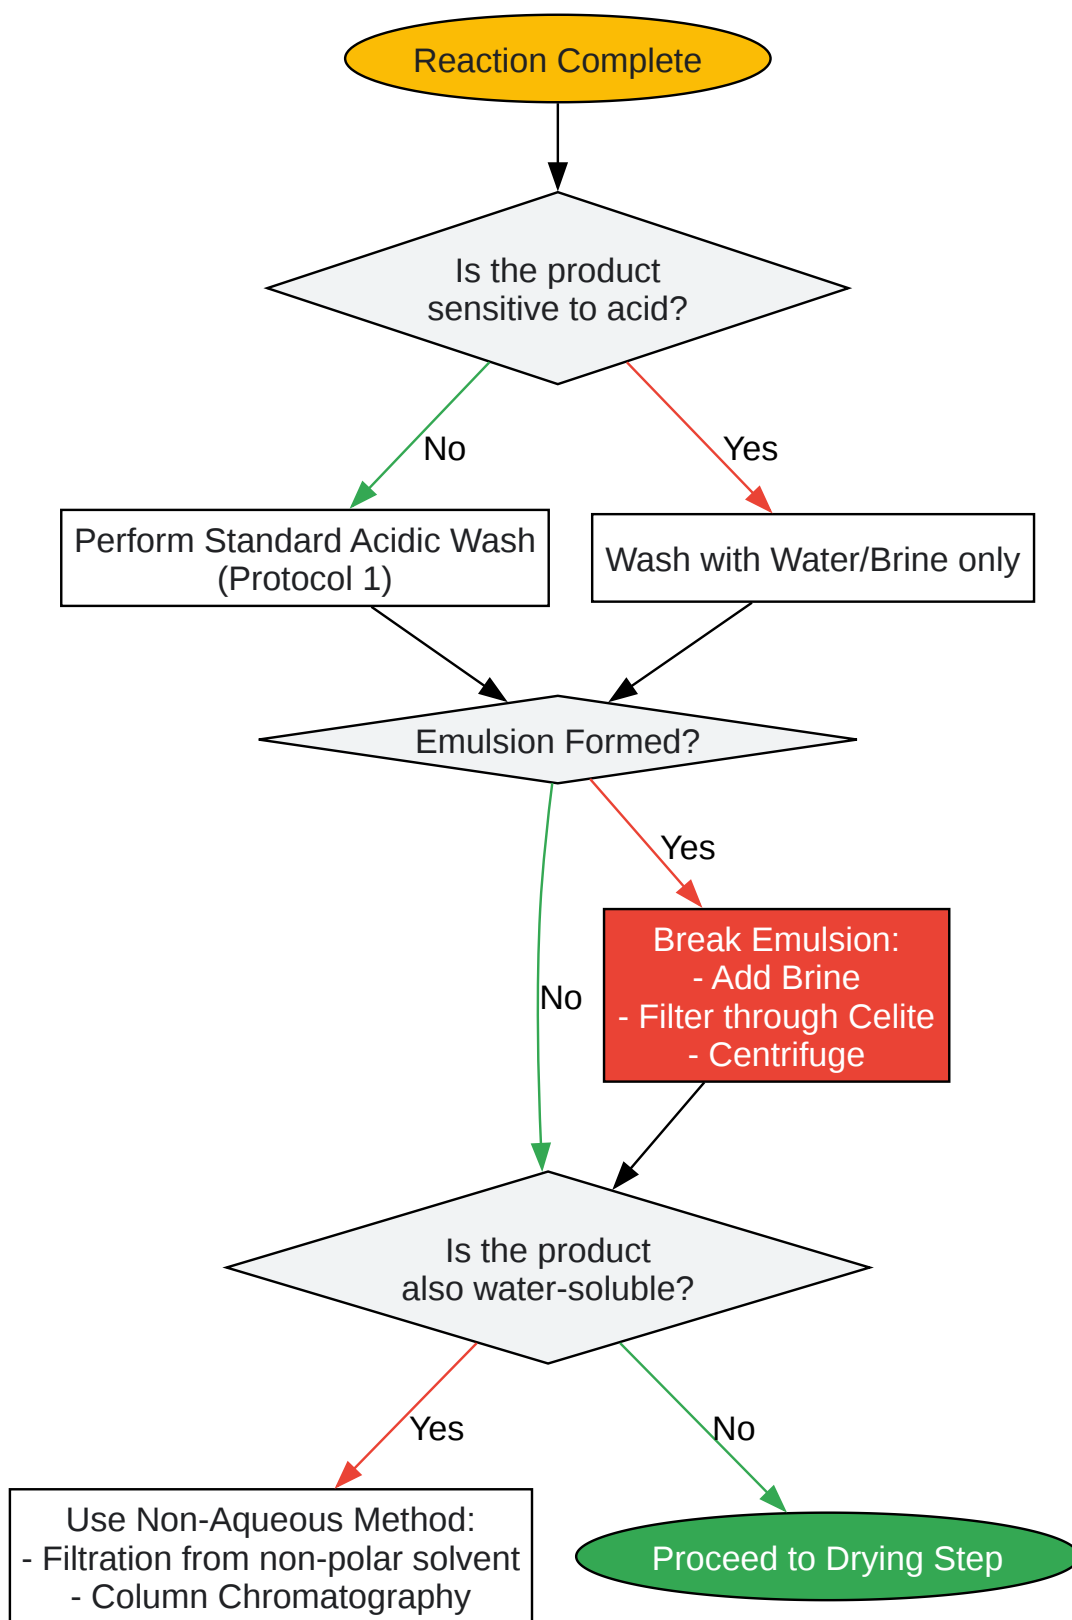 Reaction Complete
Is the product
sensitive to acid?
No
Yes
Perform Standard Acidic Wash
(Protocol 1)
Wash with Water/Brine only
Emulsion Formed?
Yes
Break Emulsion:
- Add Brine
- Filter through Celite
- Centrifuge
No
Is the product
also water-soluble?
Yes
No
Use Non-Aqueous Method:
- Filtration from non-polar solvent
- Column Chromatography
Proceed to Drying Step